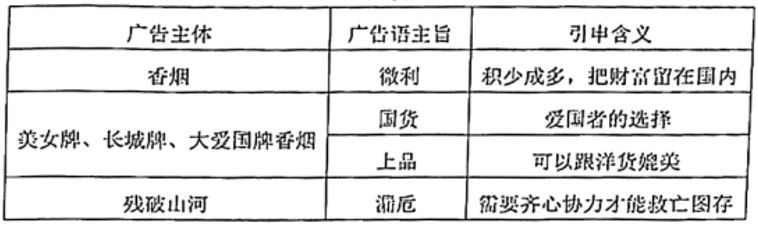 广告主体 广告语主旨 引申含义
香烟 微利 积少成多，把财富留在国内
国货 爱国者的选择
美女牌、长城牌、大爱国牌香烟
上品 可以跟洋货媲美
残破山河 漏卮 需要齐心协力才能救亡图存